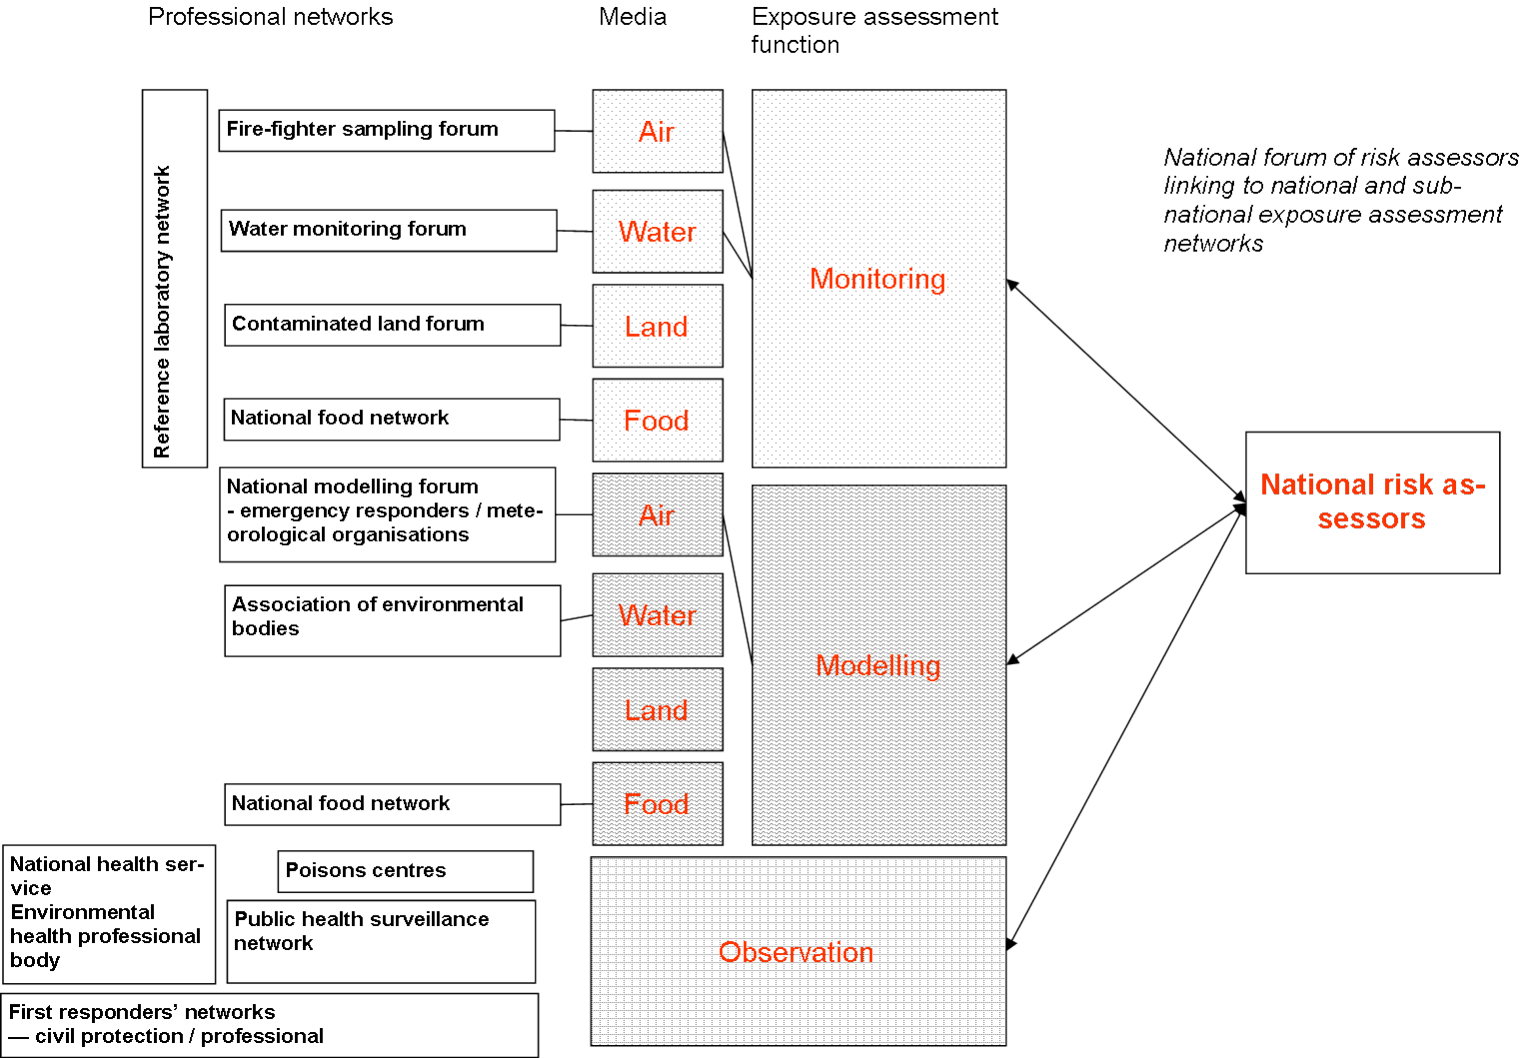 Professional networks
Media
Exposure assessment
function
Reference laboratory network
Fire-fighter sampling forum
Air
Water monitoring forum
Water
Contaminated land forum
Land
National food network
Food
Monitoring
National forum of risk assessors
linking to national and sub-
national exposure assessment
networks
National modelling forum
- emergency responders / mete-
orological organisations
Air
Association of environmental
bodies
Water
Land
National food network
Food
Modelling
National risk as-
sessors
National health ser-
vice
Environmental
health professional
body
Poisons centres
Public health surveillance
network
First responders’ networks
— civil protection / professional
Observation